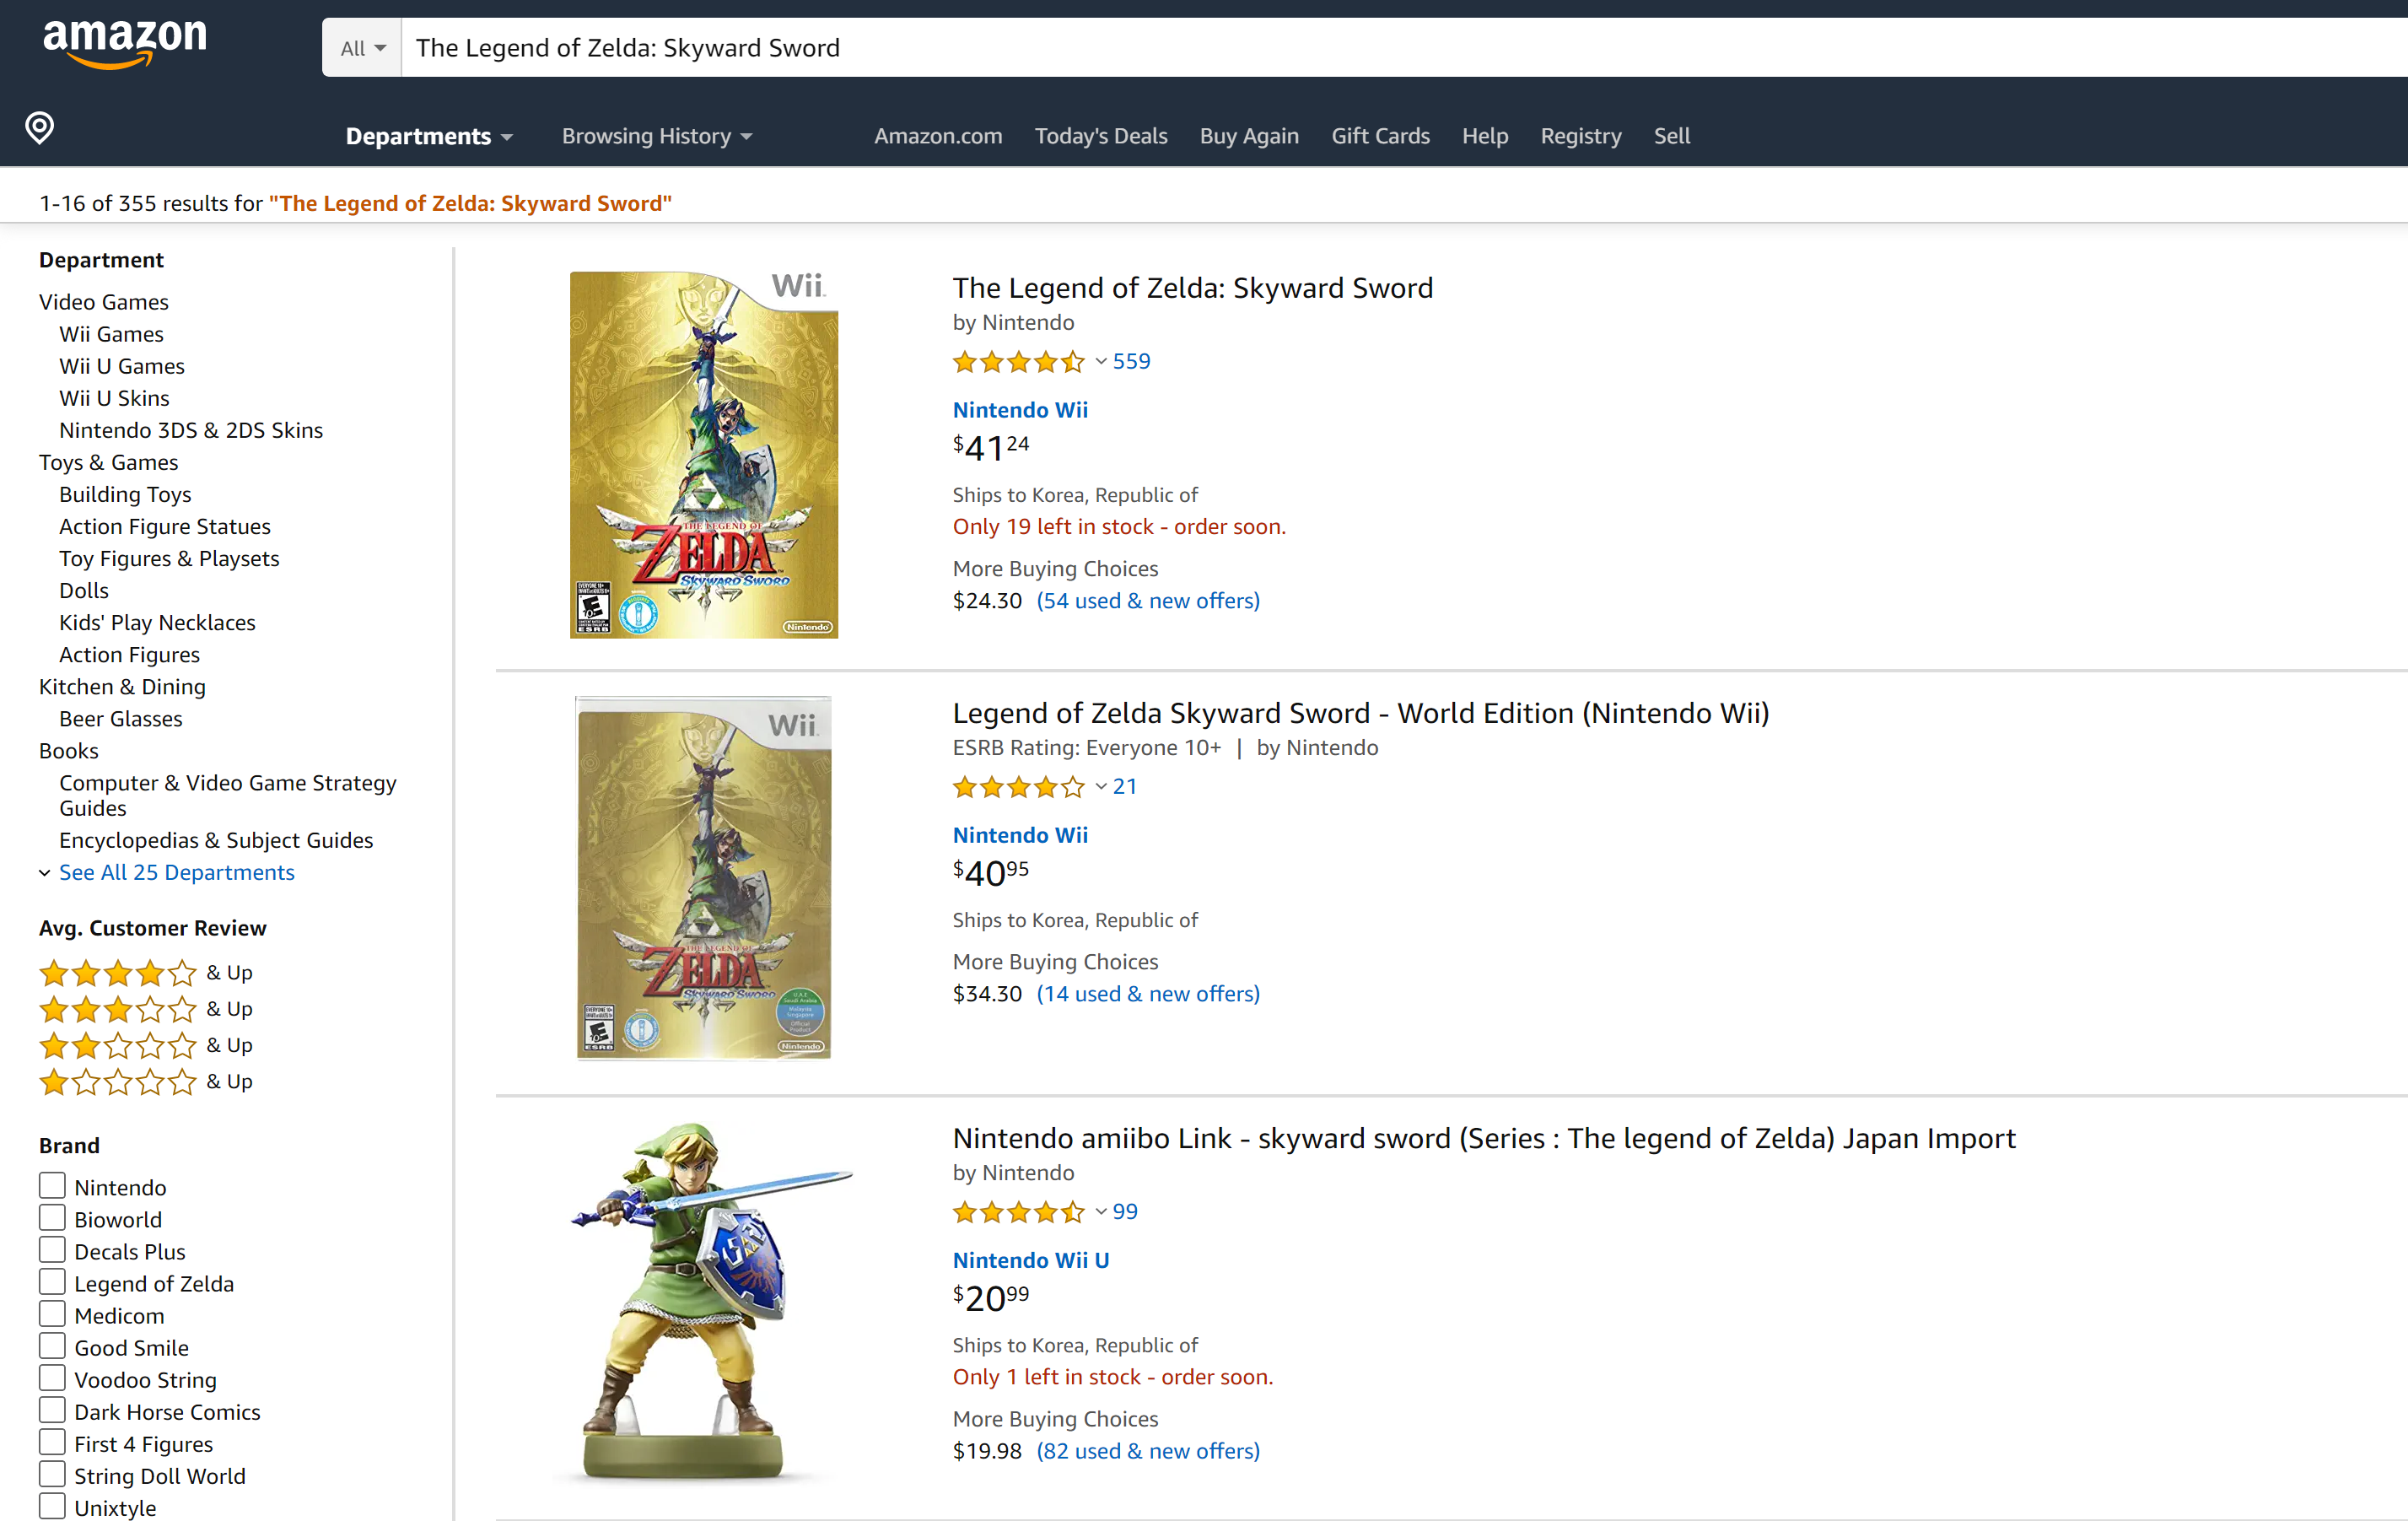 amazon
All
The Legend of Zelda: Skyward Sword
Departments
Browsing History
Amazon.com
Today's Deals
Buy Again
Gift Cards
Help
Registry
Sell
1-16 of 355 results for "The Legend of Zelda: Skyward Sword"
Department
Video Games
Wii Games
Wii U Games
Wii U Skins
Nintendo 3DS & 2DS Skins
Toys & Games
Building Toys
Action Figure Statues
Toy Figures & Playsets
Dolls
Kids' Play Necklaces
Action Figures
Kitchen & Dining
Beer Glasses
Books
Computer & Video Game Strategy
Guides
Encyclopedias & Subject Guides
See All 25 Departments
Avg. Customer Review
& Up
& Up
& Up
& Up
Brand
Nintendo
Bioworld
Decals Plus
Legend of Zelda
Medicom
Good Smile
Voodoo String
Dark Horse Comics
First 4 Figures
String Doll World
Unixtyle
Wii
THE LEGEND OF
ZELDA
SKYWARD SWORD
EVERYONE 10+
E
ESRB
Nintendo
The Legend of Zelda: Skyward Sword
by Nintendo
559
Nintendo Wii
$41 24
Ships to Korea, Republic of
Only 19 left in stock - order soon.
More Buying Choices
$24.30 (54 used & new offers)
Wii
THE LEGEND OF
ZELDA
SKYWARD SWORD
U.A.E
Saudi Arabia
Malaysia
Singapore
Official
Product
EVERYONE 10+
E
ESRB
Nintendo
Legend of Zelda Skyward Sword - World Edition (Nintendo Wii)
ESRB Rating: Everyone 10+ | by Nintendo
21
Nintendo Wii
$40 95
Ships to Korea, Republic of
More Buying Choices
$34.30 (14 used & new offers)
Nintendo amiibo Link - skyward sword (Series : The legend of Zelda) Japan Import
by Nintendo
99
Nintendo Wii U
$20 99
Ships to Korea, Republic of
Only 1 left in stock - order soon.
More Buying Choices
$19.98 (82 used & new offers)